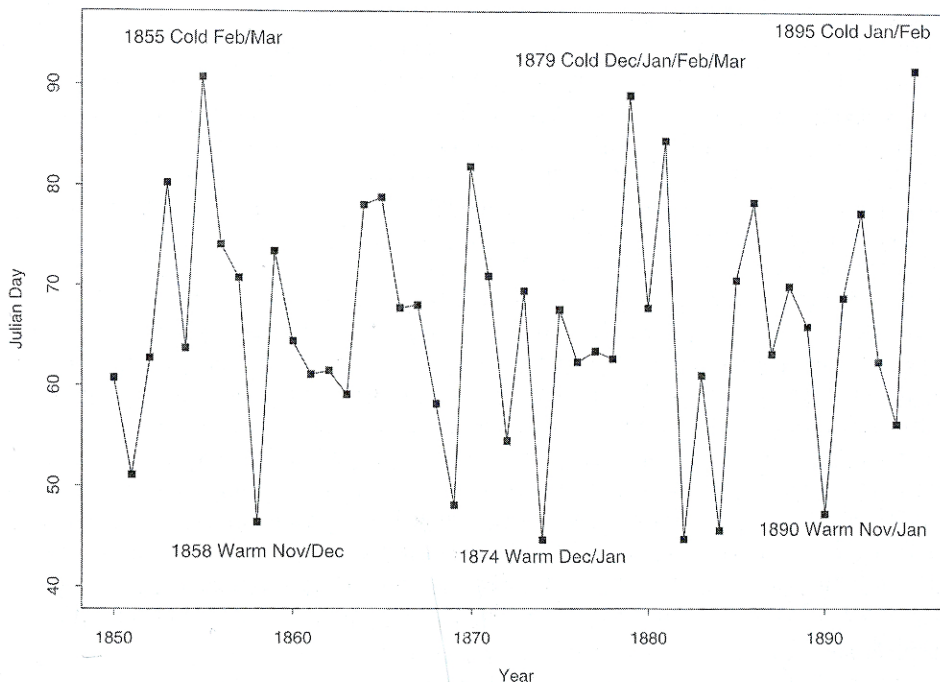 1855 Cold Feb/Mar
1895 Cold Jan/Feb
1879 Cold Dec/Jan/Feb/Mar
90
80
70
60
50
40
Julian Day
1858 Warm Nov/Dec
1874 Warm Dec/Jan
1890 Warm Nov/Jan
1850
1860
1870
1880
1890
Year